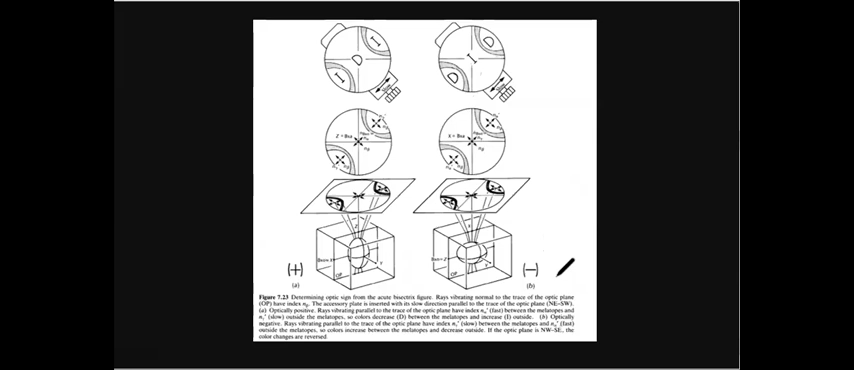 I
D
I
D
I
D
Z = Bxa
X = Bxa
nβ
nβ
Z
X
Bxo= X
Y
OP
Bxo= Z
Y
OP
(+)
(a)
(b)
(−)
Figure 7.23 Determining optic sign from the acute bisectrix figure. Rays vibrating normal to the trace of the optic plane
(OP) have index nβ. The accessory plate is inserted with its slow direction parallel to the trace of the optic plane (NE–SW).
(a) Optically positive. Rays vibrating parallel to the trace of the optic plane have index nα' (fast) between the melatopes and
nγ' (slow) outside the melatopes, so colors decrease (D) between the melatopes and increase (I) outside. (b) Optically
negative. Rays vibrating parallel to the trace of the optic plane have index nγ' (slow) between the melatopes and nα' (fast)
outside the melatopes, so colors increase between the melatopes and decrease outside. If the optic plane is NW–SE, the
color changes are reversed.